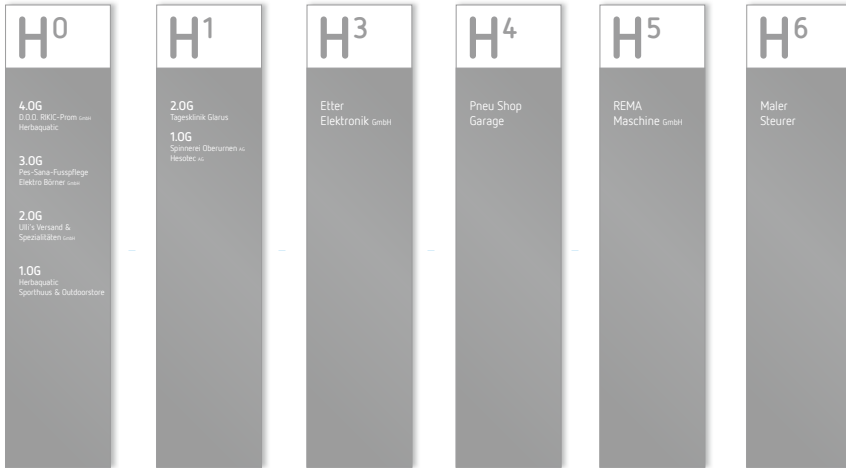 H0
4.OG
D.O.O. RIKIC-Prom GmbH
Herbaquatic
3.OG
Pes-Sana-Fusspflege
Elektro Börner GmbH
2.OG
Ulli's Versand &
Spezialitäten GmbH
1.OG
Herbaquatic
Sporthuus & Outdoorstore
H1
2.OG
Tagesklinik Glarus
1.OG
Spinnerei Oberurnen AG
Hesotec AG
H3
Etter
Elektronik GmbH
H4
Pneu Shop
Garage
H5
REMA
Maschine GmbH
H6
Maler
Steurer